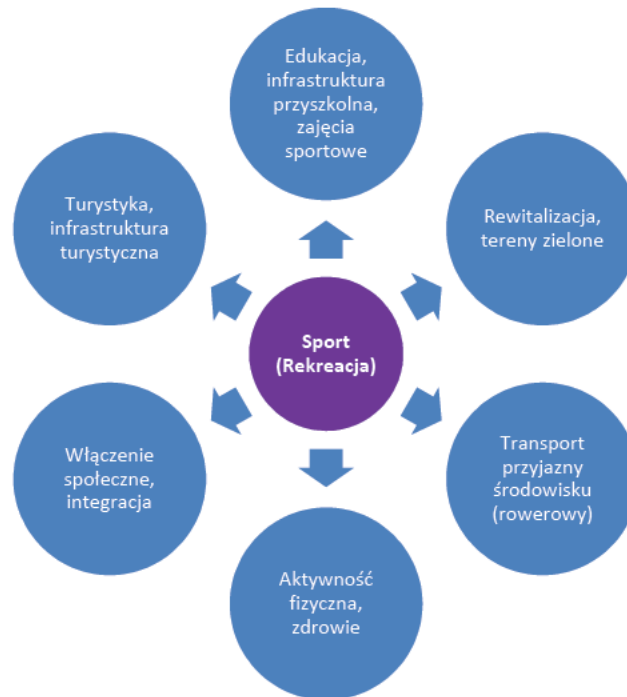 Edukacja,
infrastruktura
przyszkolna,
zajęcia
sportowe
Turystyka,
infrastruktura
turystyczna
Rewitalizacja,
tereny zielone
Sport
(Rekreacja)
Włączenie
społeczne,
integracja
Transport
przyjazny
środowisku
(rowerowy)
Aktywność
fizyczna,
zdrowie